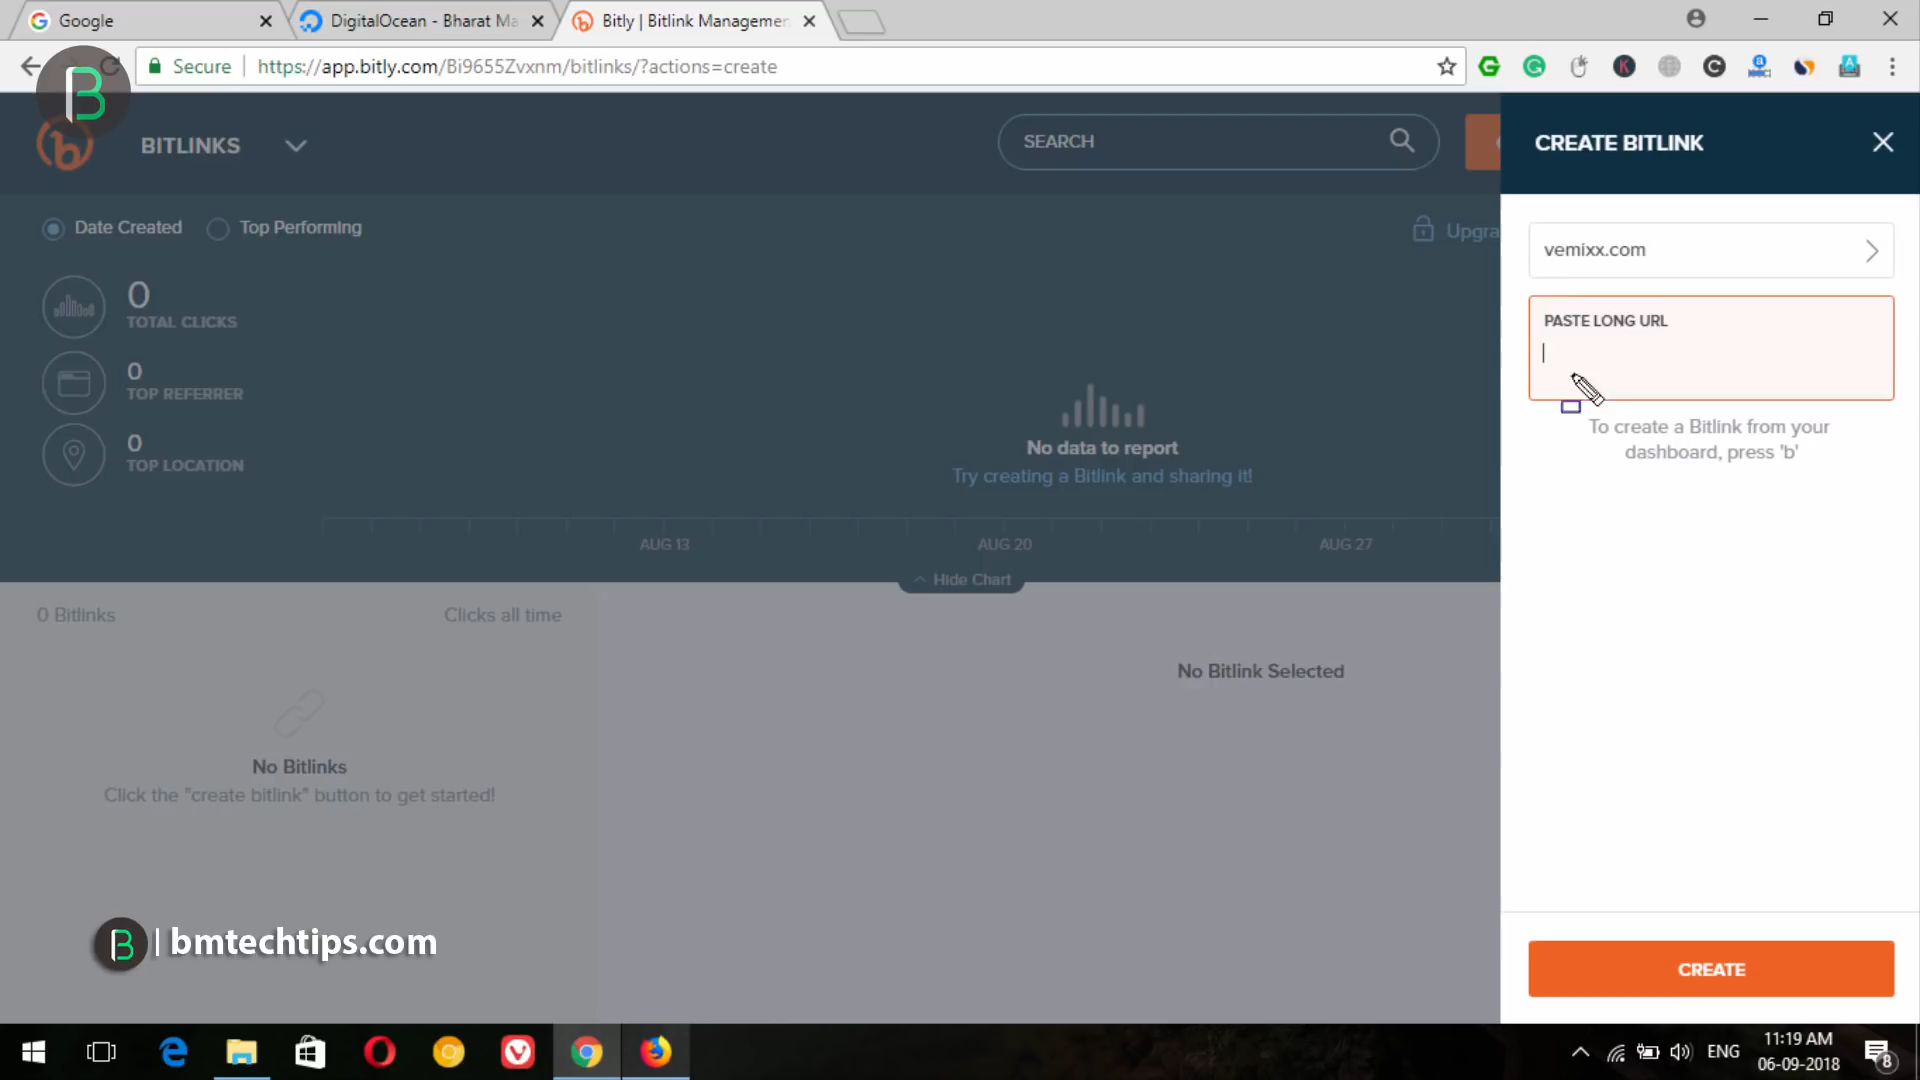 Google
DigitalOcean - Bharat Ma
Bitly | Bitlink Managemen
Secure
https://app.bitly.com/Bi9655Zvxnm/bitlinks/?actions=create
BITLINKS
SEARCH
CREATE BITLINK
Date Created
Top Performing
Upgra
vemixx.com
0
TOTAL CLICKS
PASTE LONG URL
0
TOP REFERRER
To create a Bitlink from your
dashboard, press 'b'
0
TOP LOCATION
No data to report
Try creating a Bitlink and sharing it!
AUG 13
AUG 20
AUG 27
Hide Chart
0 Bitlinks
Clicks all time
No Bitlink Selected
No Bitlinks
Click the "create bitlink" button to get started!
B | bmtechtips.com
CREATE
ENG
11:19 AM
06-09-2018
8